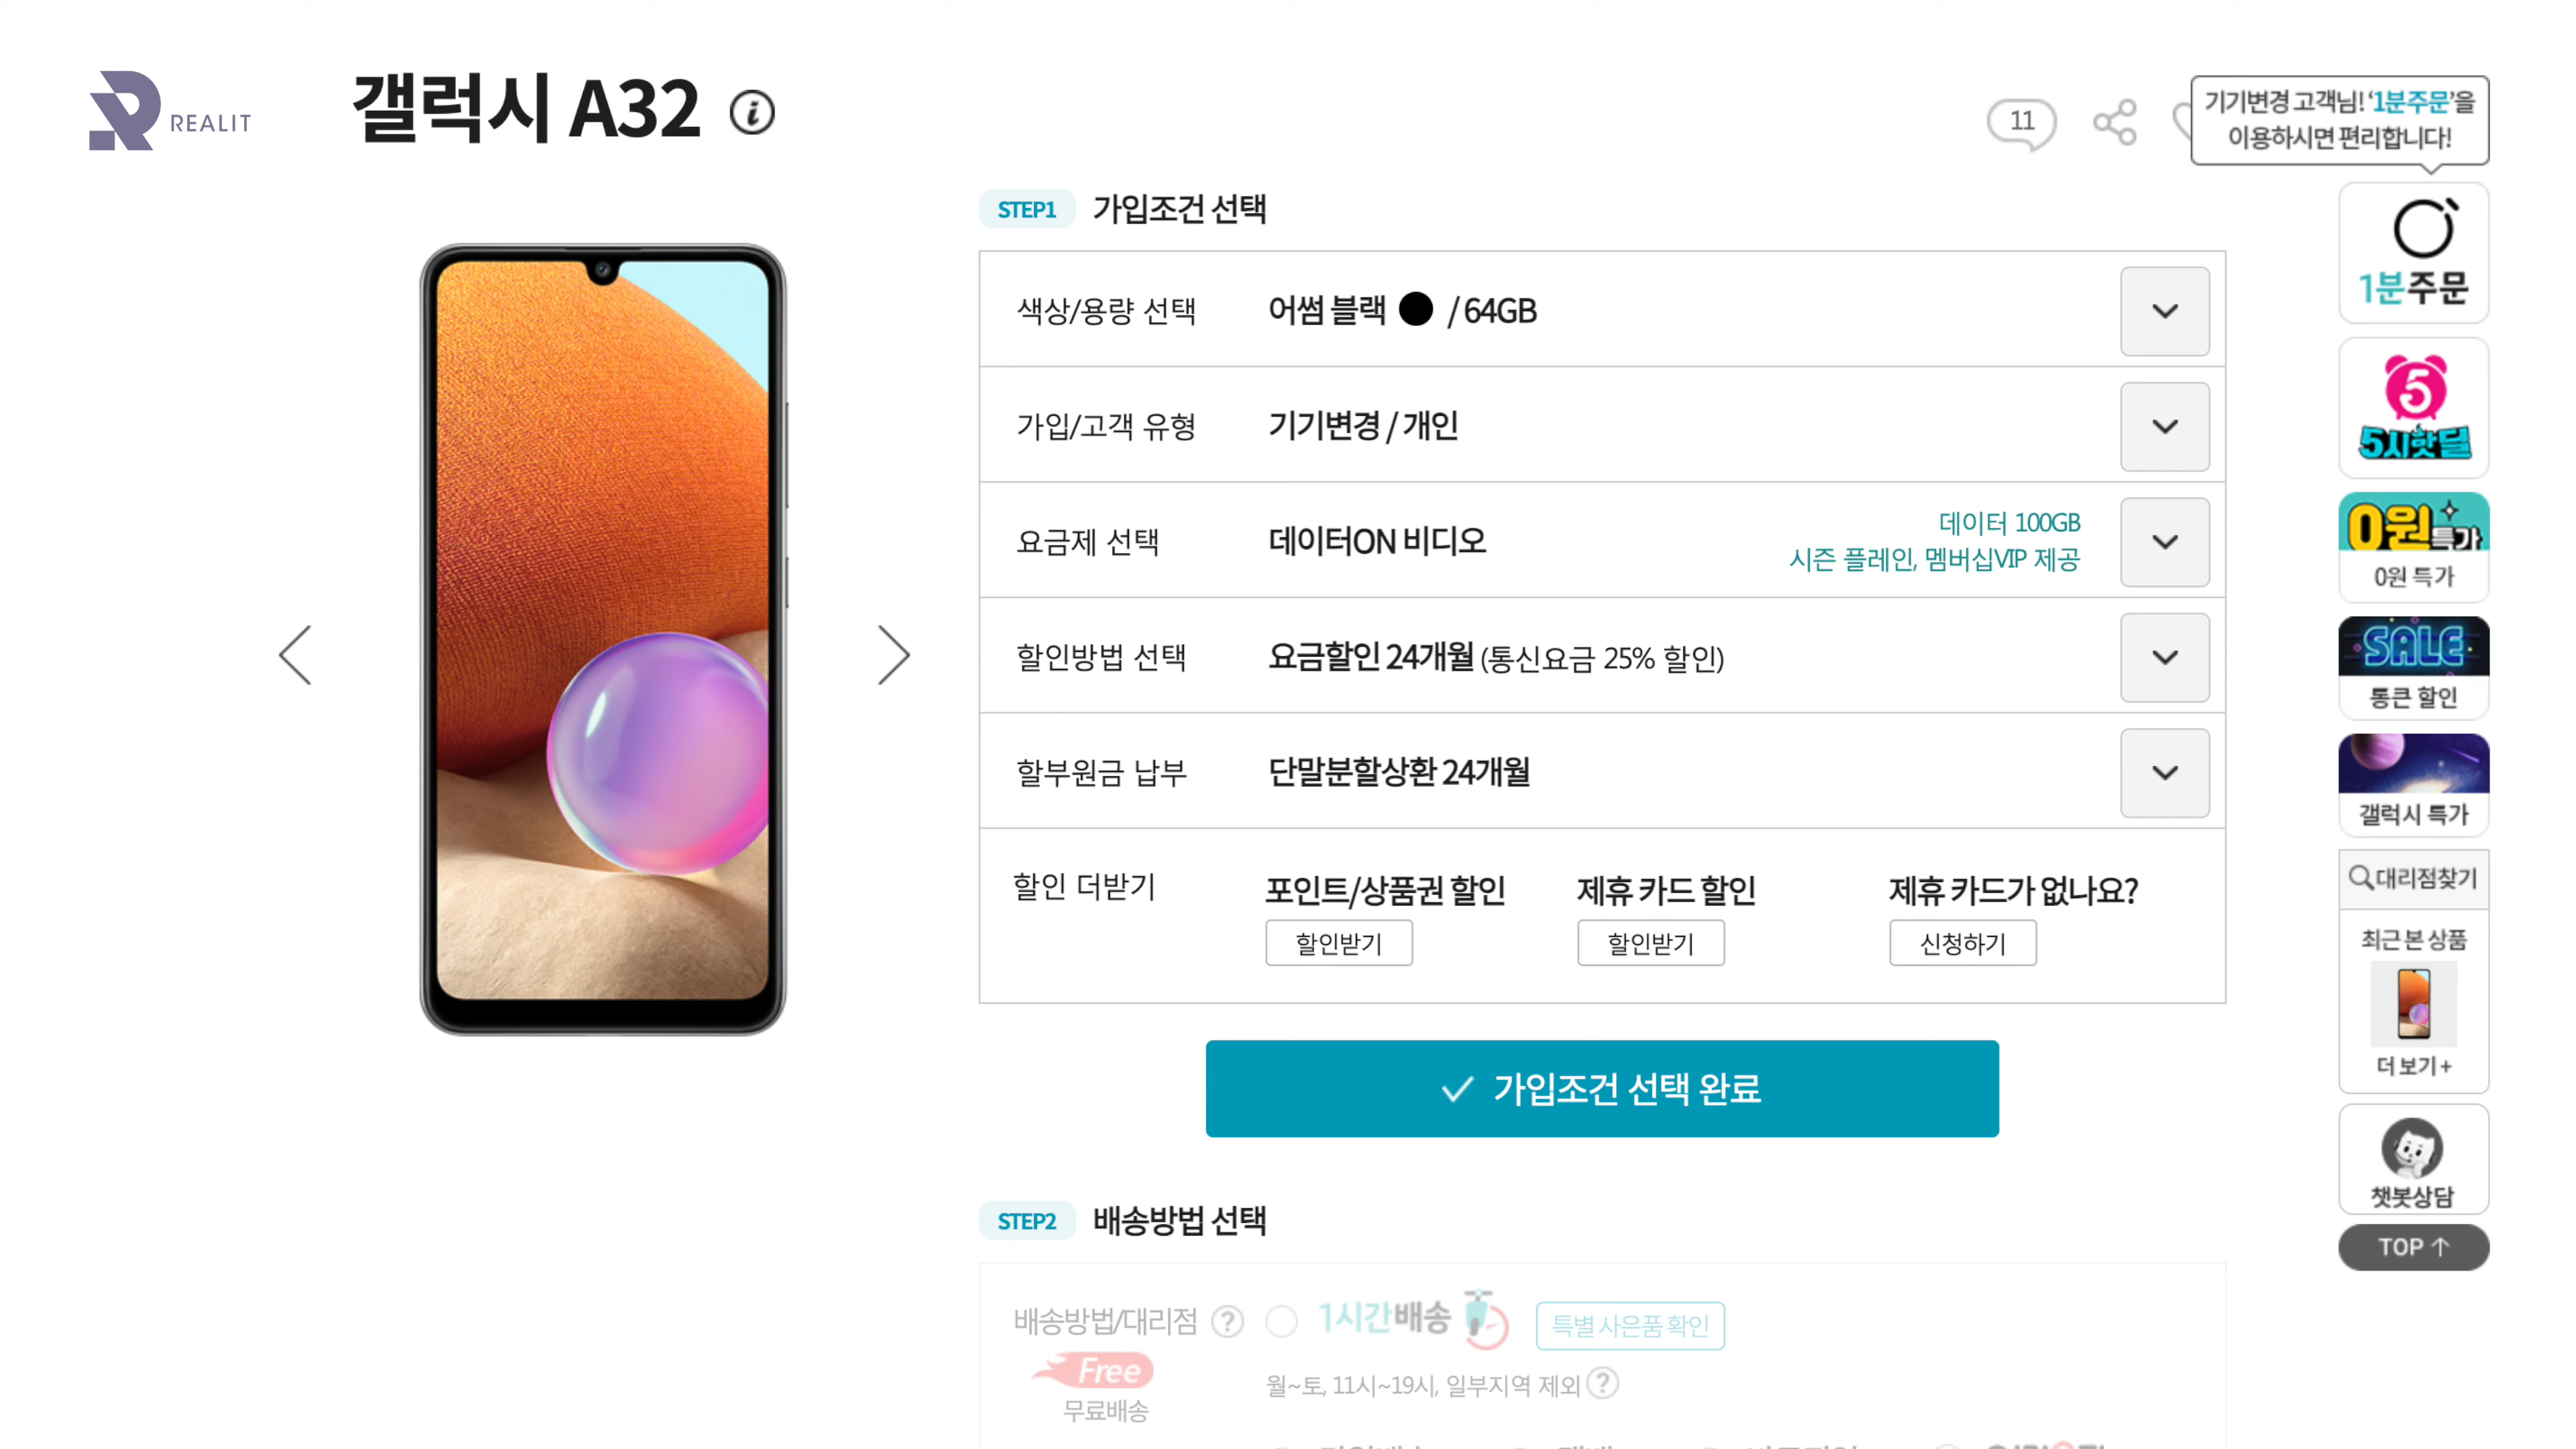 REALIT
갤럭시 A32
11
기기변경 고객님! ‘1분주문’을
이용하시면 편리합니다!
STEP1 가입조건 선택
색상/용량 선택 어썸 블랙 / 64GB
가입/고객 유형 기기변경 / 개인
요금제 선택 데이터ON 비디오
데이터 100GB
시즌 플레인, 멤버십VIP 제공
할인방법 선택 요금할인 24개월 (통신요금 25% 할인)
할부원금 납부 단말분할상환 24개월
할인 더받기
포인트/상품권 할인 제휴 카드 할인 제휴 카드가 없나요?
할인받기 할인받기 신청하기
가입조건 선택 완료
STEP2 배송방법 선택
배송방법/대리점 ? 1시간배송 특별 사은품 확인
Free
무료배송
월~토, 11시~19시, 일부지역 제외 ?
1분주문
5
5시핫딜
0원특가
0원 특가
SALE
통큰 할인
갤럭시 특가
대리점찾기
최근 본 상품
더 보기 +
챗봇상담
TOP ↑